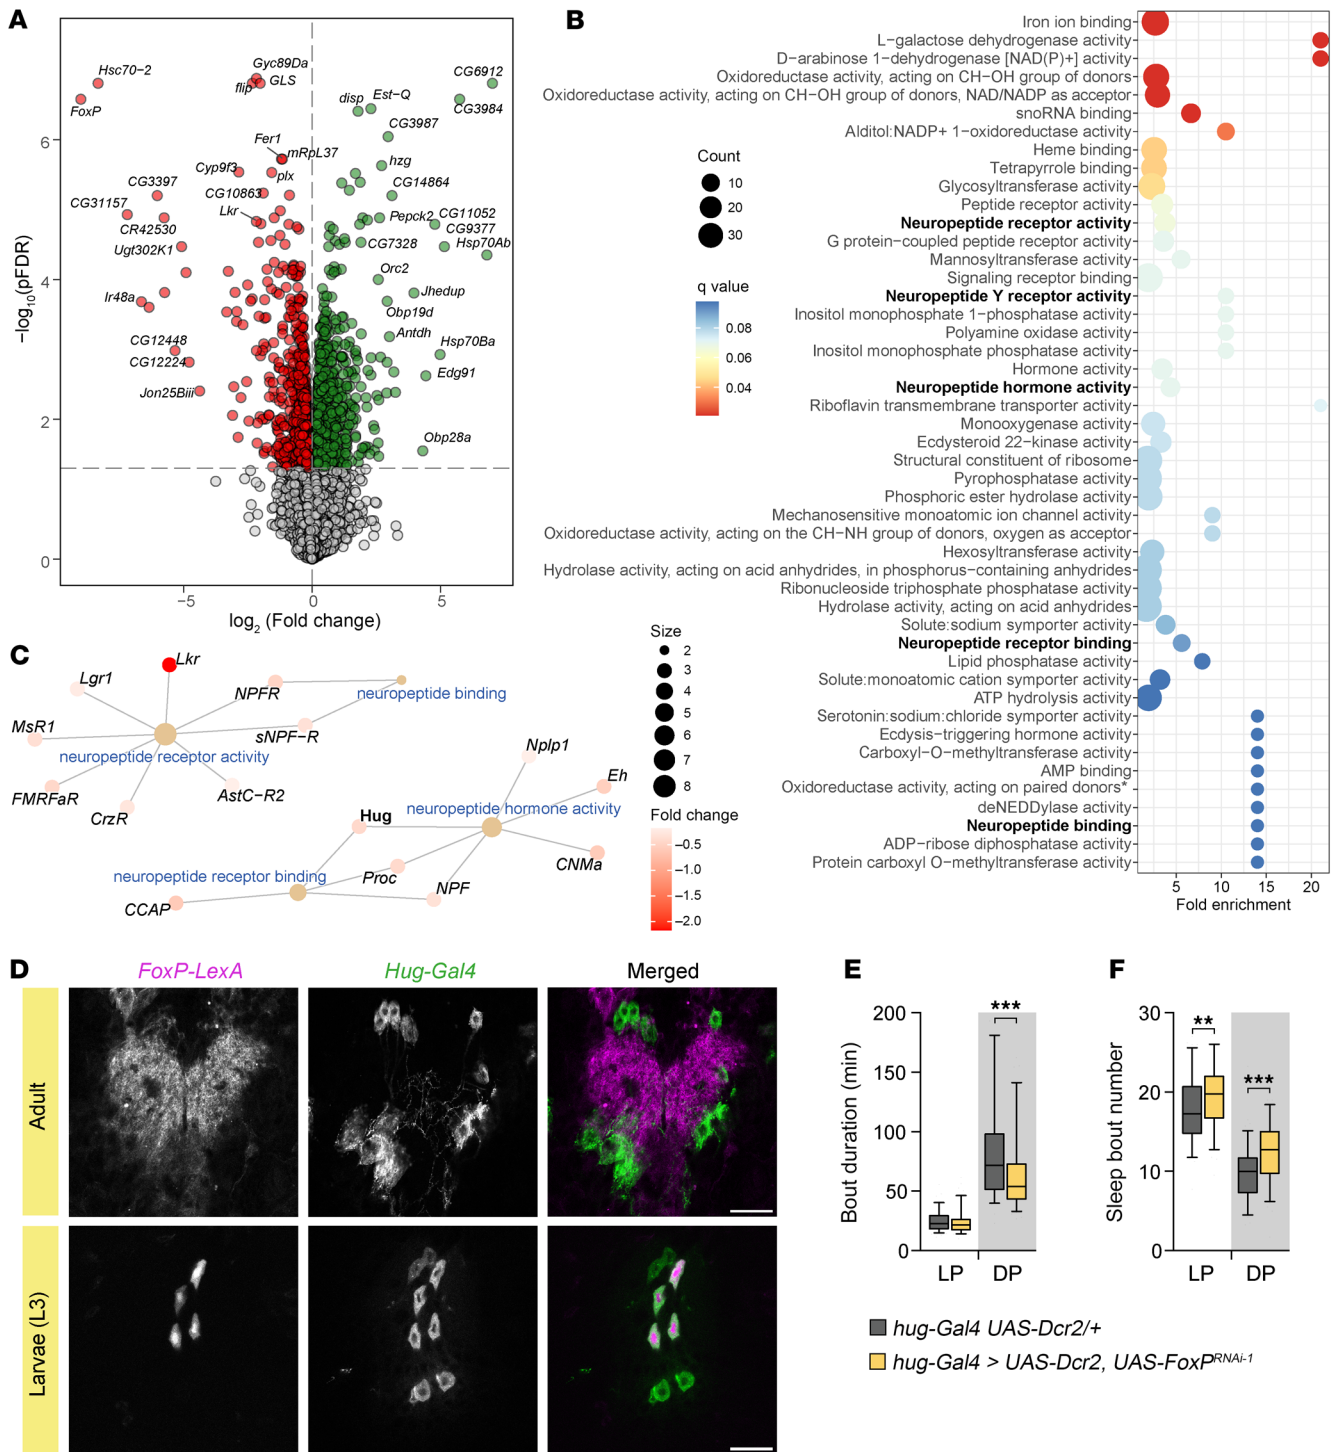 A
−log10(pFDR)
6
4
2
0
−5
0
5
log2 (Fold change)
Hsc70−2
FoxP
Gyc89Da
flip
GLS
CG6912
CG3984
disp
Est−Q
CG3987
Fer1
mRpL37
hzg
Cyp9f3
plx
CG14864
CG3397
CG10863
CG31157
Lkr
Pepck2
CG11052
CG9377
CR42530
CG7328
Hsp70Ab
Ugt302K1
Orc2
Ir48a
Jhedup
Obp19d
Antdh
CG12448
Hsp70Ba
CG12224
Edg91
Jon25Biii
Obp28a
B
Count
10
20
30
q value
0.08
0.06
0.04
Iron ion binding
L−galactose dehydrogenase activity
D−arabinose 1−dehydrogenase [NAD(P)+] activity
Oxidoreductase activity, acting on CH−OH group of donors
Oxidoreductase activity, acting on CH−OH group of donors, NAD/NADP as acceptor
snoRNA binding
Alditol:NADP+ 1−oxidoreductase activity
Heme binding
Tetrapyrrole binding
Glycosyltransferase activity
Peptide receptor activity
Neuropeptide receptor activity
G protein−coupled peptide receptor activity
Mannosyltransferase activity
Signaling receptor binding
Neuropeptide Y receptor activity
Inositol monophosphate 1−phosphatase activity
Polyamine oxidase activity
Inositol monophosphate phosphatase activity
Hormone activity
Neuropeptide hormone activity
Riboflavin transmembrane transporter activity
Monooxygenase activity
Ecdysteroid 22−kinase activity
Structural constituent of ribosome
Pyrophosphatase activity
Phosphoric ester hydrolase activity
Mechanosensitive monoatomic ion channel activity
Oxidoreductase activity, acting on the CH−NH group of donors, oxygen as acceptor
Hexosyltransferase activity
Hydrolase activity, acting on acid anhydrides, in phosphorus−containing anhydrides
Ribonucleoside triphosphate phosphatase activity
Hydrolase activity, acting on acid anhydrides
Solute:sodium symporter activity
Neuropeptide receptor binding
Lipid phosphatase activity
Solute:monoatomic cation symporter activity
ATP hydrolysis activity
Serotonin:sodium:chloride symporter activity
Ecdysis−triggering hormone activity
Carboxyl−O−methyltransferase activity
AMP binding
Oxidoreductase activity, acting on paired donors*
deNEDDylase activity
Neuropeptide binding
ADP−ribose diphosphatase activity
Protein carboxyl O−methyltransferase activity
5
10
15
20
Fold enrichment
C
Lkr
Lgr1
NPFR
neuropeptide binding
MsR1
sNPF−R
neuropeptide receptor activity
FMRFaR
AstC−R2
CrzR
Nplp1
Eh
neuropeptide hormone activity
Hug
CNMa
Proc
neuropeptide receptor binding
NPF
CCAP
Size
2
3
4
5
6
7
8
Fold change
−0.5
−1.0
−1.5
−2.0
D
FoxP-LexA
Hug-Gal4
Merged
Adult
Larvae (L3)
E
Bout duration (min)
200
150
100
50
0
***
LP
DP
F
Sleep bout number
30
20
10
0
**
***
LP
DP
hug-Gal4 UAS-Dcr2/+
hug-Gal4 > UAS-Dcr2, UAS-FoxPRNAi-1